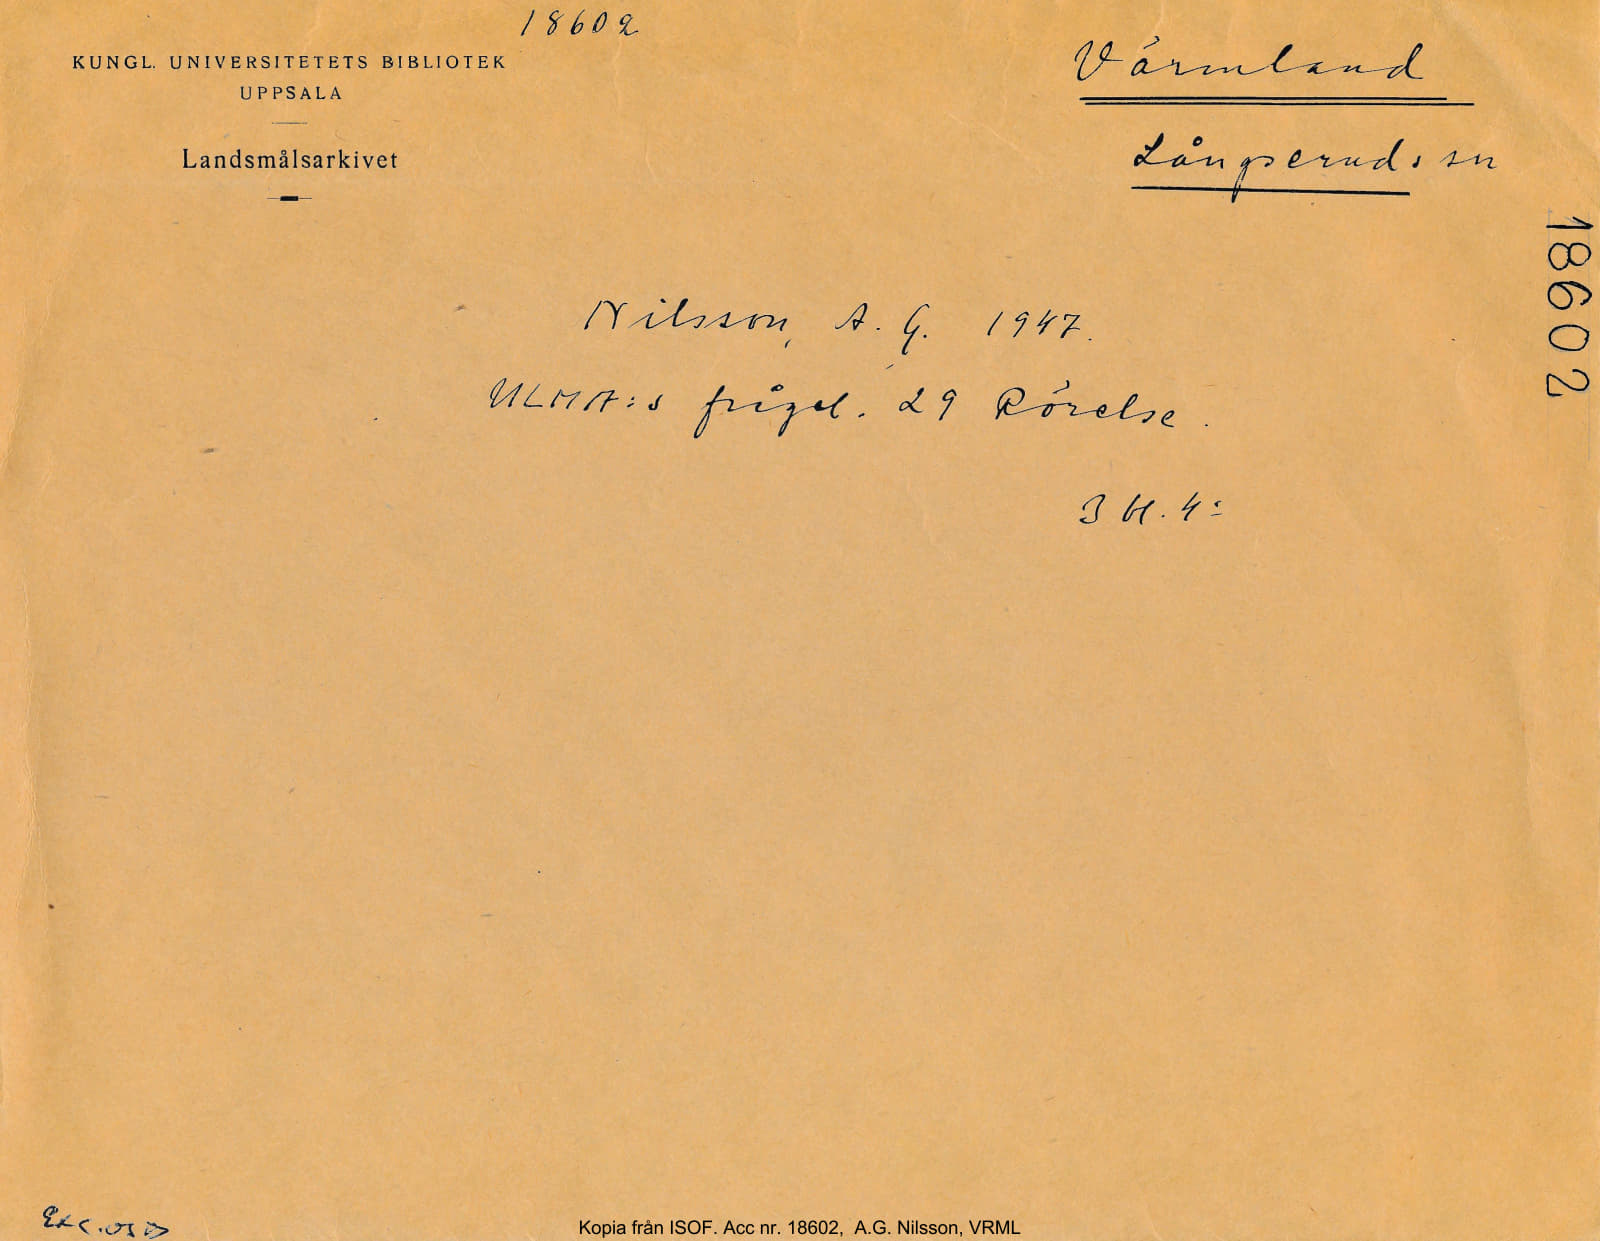 18602
KUNGL. UNIVERSITETETS BIBLIOTEK
UPPSALA
Landsmålsarkivet
Värmland
Långseruds sn
18602
Nilsson, A. G. 1947.
ULMA:s frågel. 29 Rörelse.
3 bl. 4:
Exc.
Kopia från ISOF. Acc nr. 18602, A.G. Nilsson, VRML